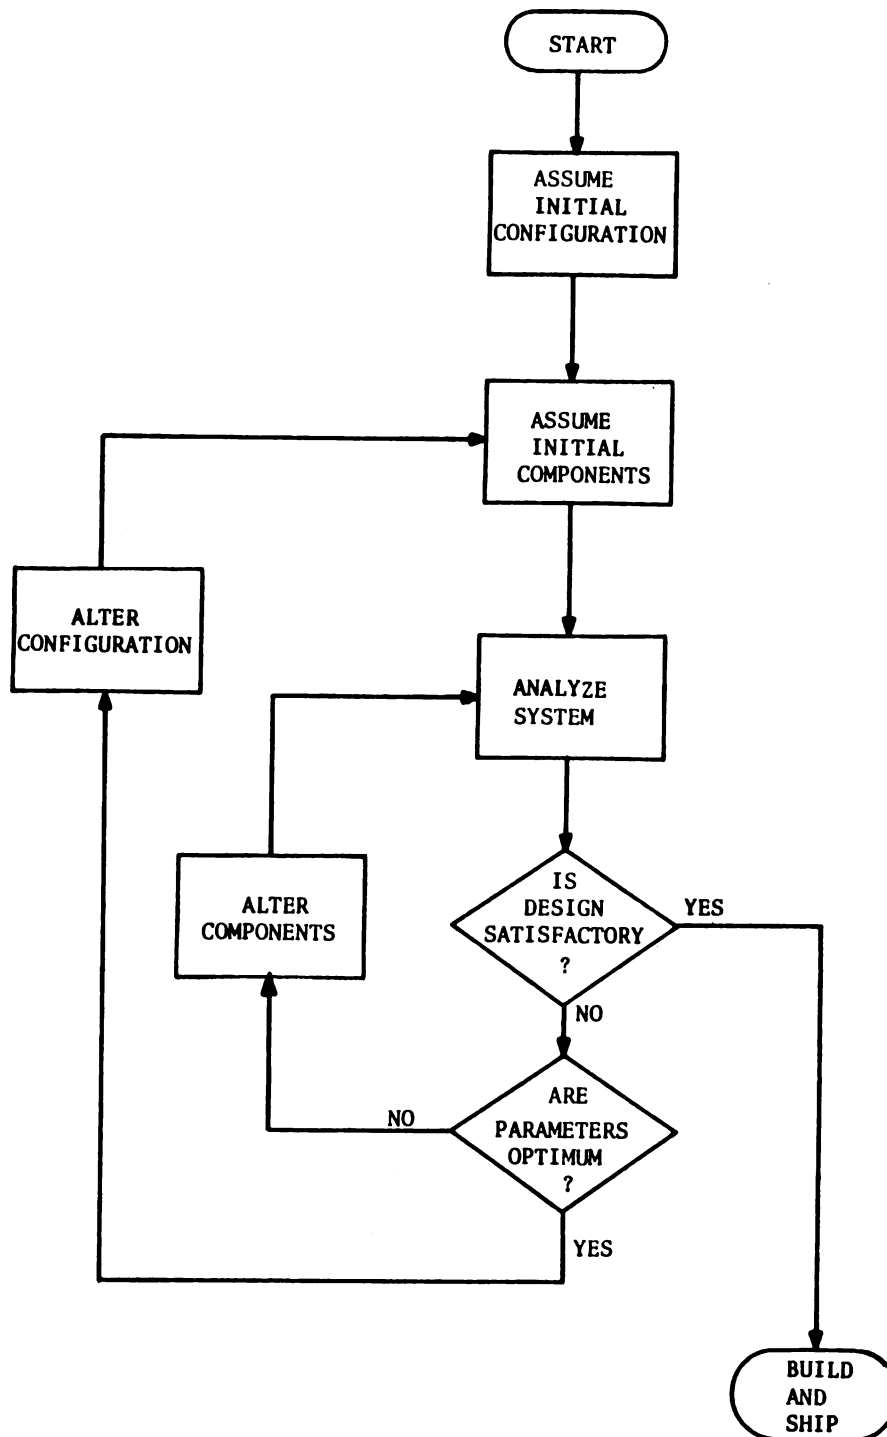 START
ASSUME
INITIAL
CONFIGURATION
ASSUME
INITIAL
COMPONENTS
ALTER
CONFIGURATION
ANALYZE
SYSTEM
ALTER
COMPONENTS
IS
DESIGN
SATISFACTORY
?
YES
NO
ARE
PARAMETERS
OPTIMUM
?
NO
YES
BUILD
AND
SHIP